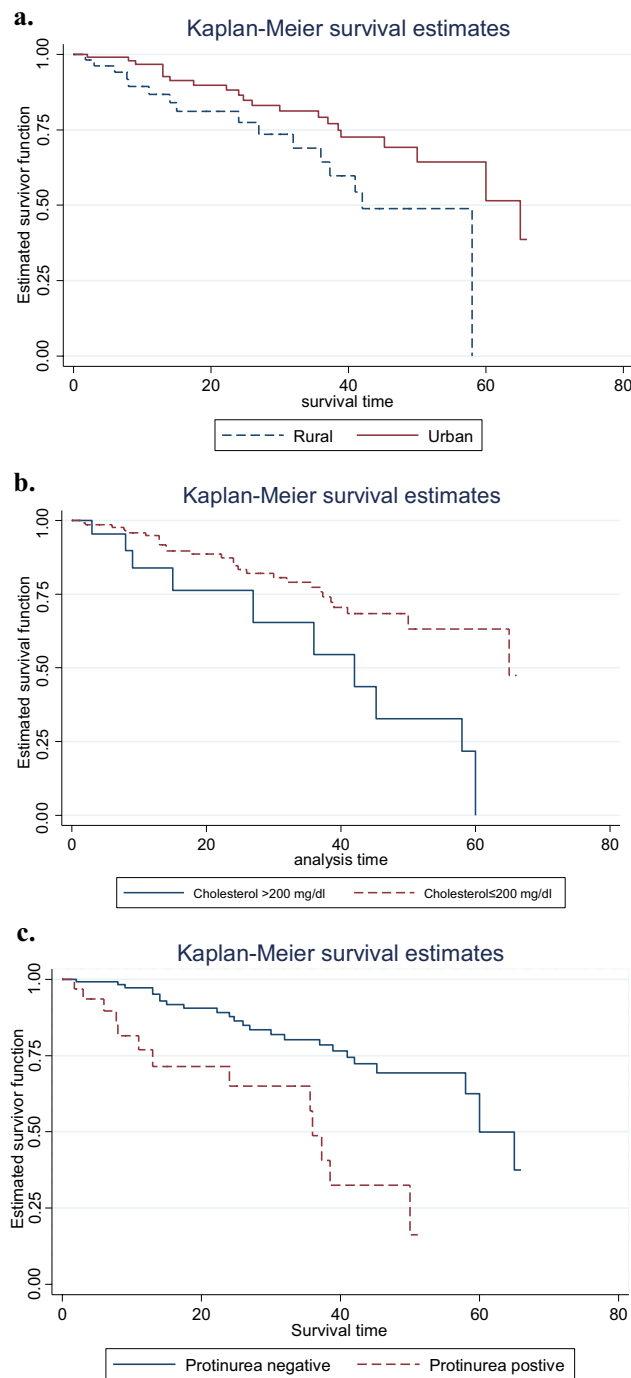 a.
Kaplan-Meier survival estimates
Estimated survivor function
1.00
0.75
0.50
0.25
0.00
0 20 40 60 80
survival time
Rural Urban
b.
Kaplan-Meier survival estimates
Estimated survival function
1.00
0.75
0.50
0.25
0.00
0 20 40 60 80
analysis time
Cholesterol >200 mg/dl Cholesterol≤200 mg/dl
c.
Kaplan-Meier survival estimates
Estimated survivor function
1.00
0.75
0.50
0.25
0.00
0 20 40 60 80
Survival time
Protinurea negative Protinurea postive